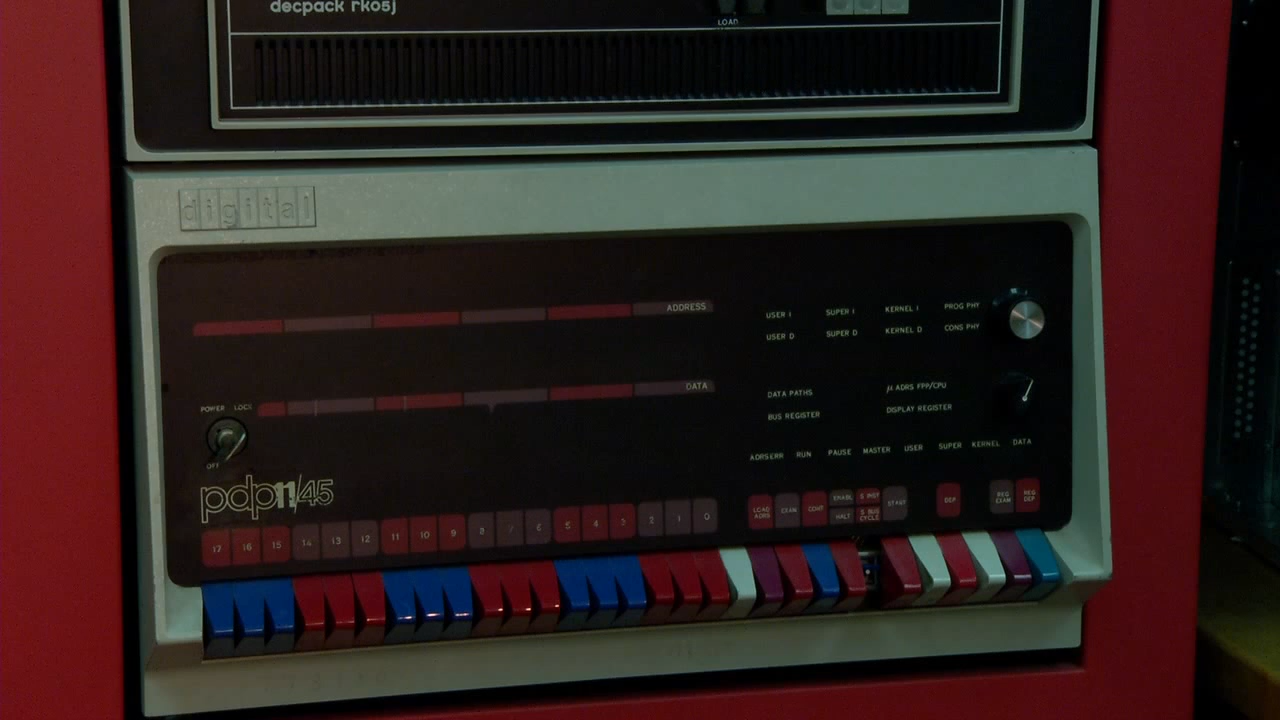 decpack rk05j
LOAD
digital
ADDRESS
USER I SUPER I KERNEL I PROG PHY
USER D SUPER D KERNEL D CONS PHY
DATA
DATA PATHS µ ADRS FPP/CPU
BUS REGISTER DISPLAY REGISTER
POWER LOCK
OFF
ADRSERR RUN PAUSE MASTER USER SUPER KERNEL DATA
pdp11/45
17 16 15 14 13 12 11 10 9 8 7 6 5 4 3 2 1 0
LOAD ADRS
EXAM
CONT
ENABL
HALT
S INST
S BUS CYCLE
START
DEP
REG EXAM
REG DEP